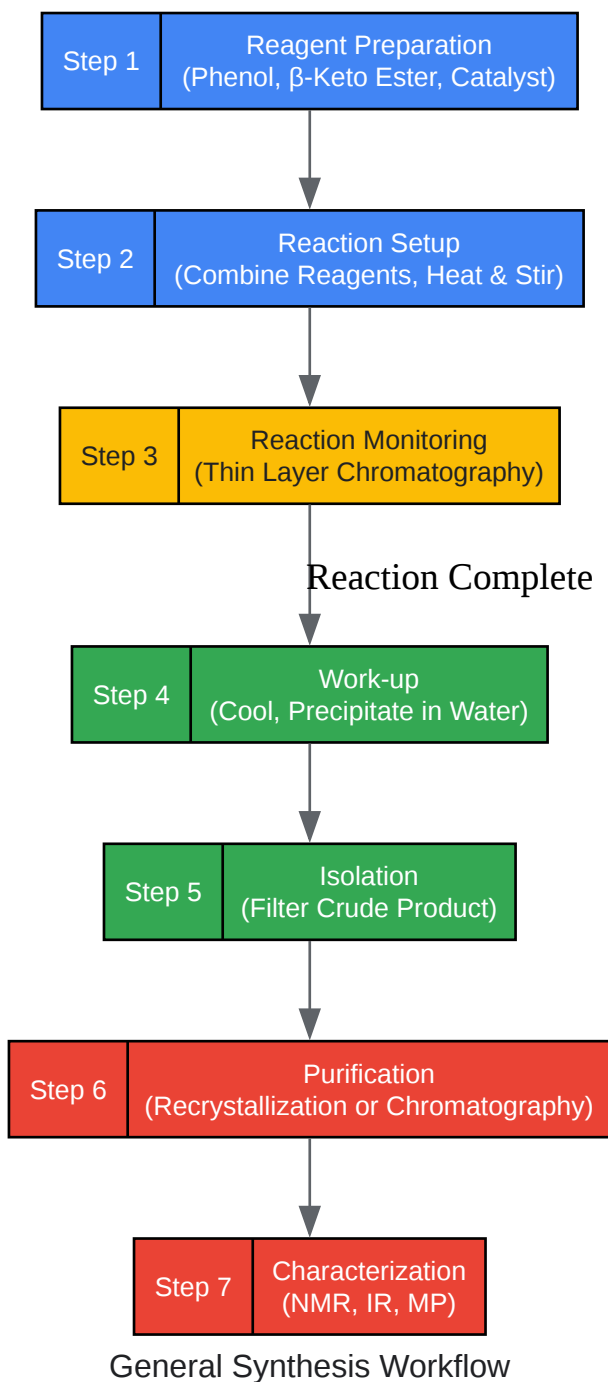 Step 1
Reagent Preparation
(Phenol, β-Keto Ester, Catalyst)
Step 2
Reaction Setup
(Combine Reagents, Heat & Stir)
Step 3
Reaction Monitoring
(Thin Layer Chromatography)
Reaction Complete
Step 4
Work-up
(Cool, Precipitate in Water)
Step 5
Isolation
(Filter Crude Product)
Step 6
Purification
(Recrystallization or Chromatography)
Step 7
Characterization
(NMR, IR, MP)
General Synthesis Workflow